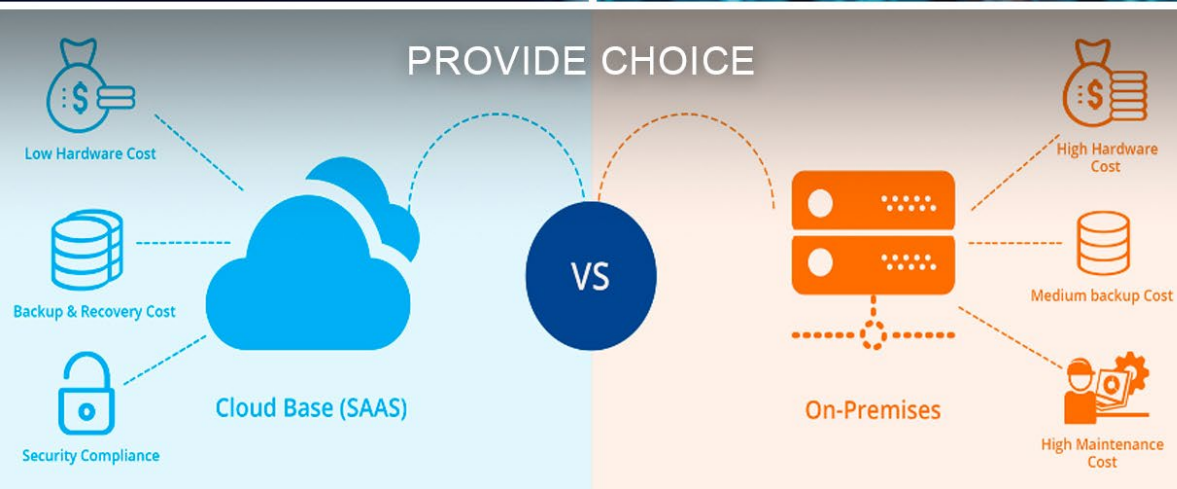 PROVIDE CHOICE
$
Low Hardware Cost
Backup & Recovery Cost
Security Compliance
Cloud Base (SAAS)
VS
$
High Hardware
Cost
Medium backup Cost
High Maintenance
Cost
On-Premises